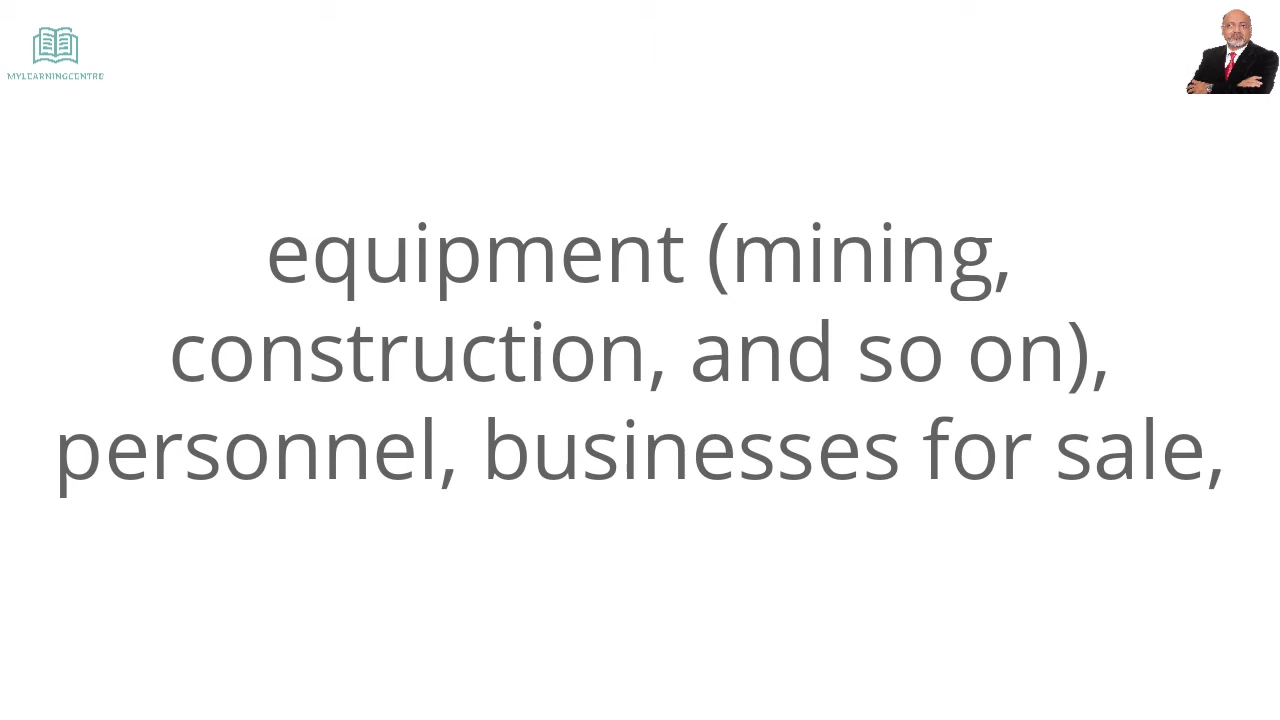 MYLEARNINGCENTRE
equipment (mining,
construction, and so on),
personnel, businesses for sale,